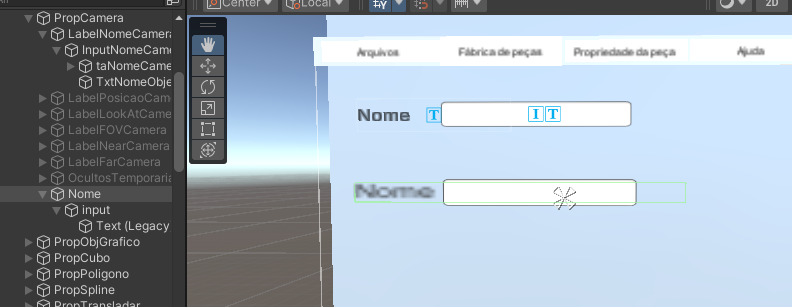 Center
Local
2D
PropCamera
LabelNomeCamera
InputNomeCame
taNomeCame
TxtNomeObje
LabelPosicaoCam
LabelLookAtCame
LabelFOVCamera
LabelNearCamera
LabelFarCamera
OcultosTemporaria
Nome
input
Text (Legacy
PropObjGrafico
PropCubo
PropPoligono
PropSpline
PropTransladar
Arquivos Fábrica de peças Propriedade da peça Ajuda
Nome T I T
Nome